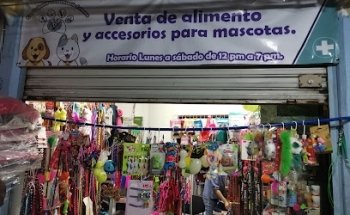 Venta de alimento
y accesorios para mascotas.
Horario Lunes a sábado de 12 pm a 7 pm.